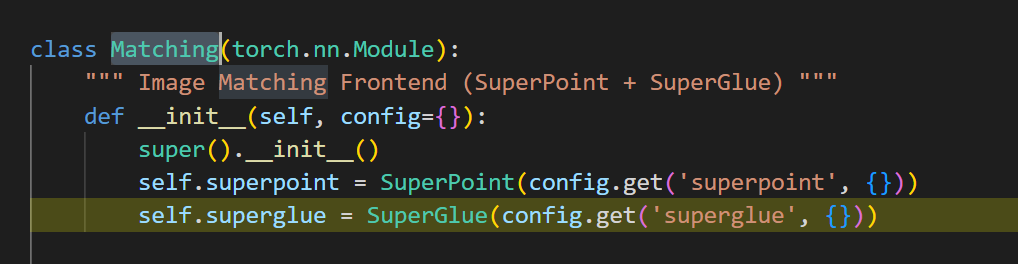 class Matching(torch.nn.Module):
""" Image Matching Frontend (SuperPoint + SuperGlue) """
def __init__(self, config={}):
super().__init__()
self.superpoint = SuperPoint(config.get('superpoint', {}))
self.superglue = SuperGlue(config.get('superglue', {}))